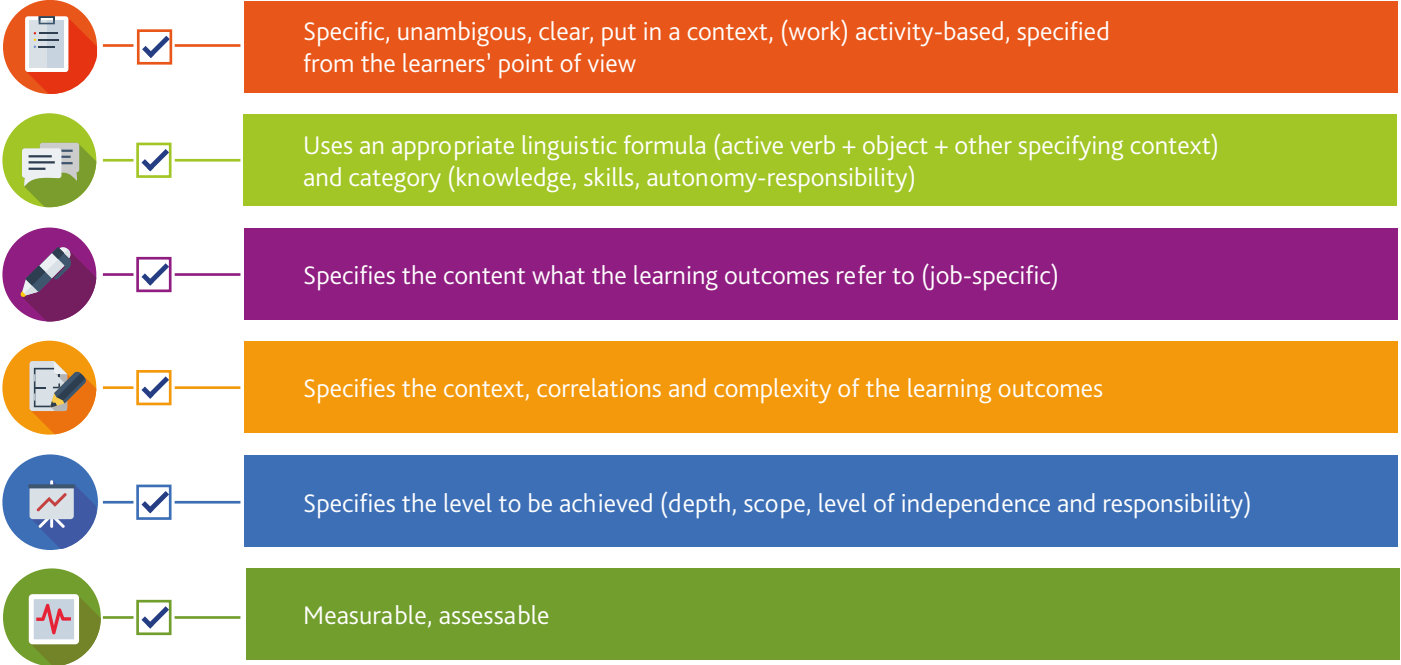 Specific, unambigous, clear, put in a context, (work) activity-based, specified
from the learners’ point of view
Uses an appropriate linguistic formula (active verb + object + other specifying context)
and category (knowledge, skills, autonomy-responsibility)
Specifies the content what the learning outcomes refer to (job-specific)
Specifies the context, correlations and complexity of the learning outcomes
Specifies the level to be achieved (depth, scope, level of independence and responsibility)
Measurable, assessable